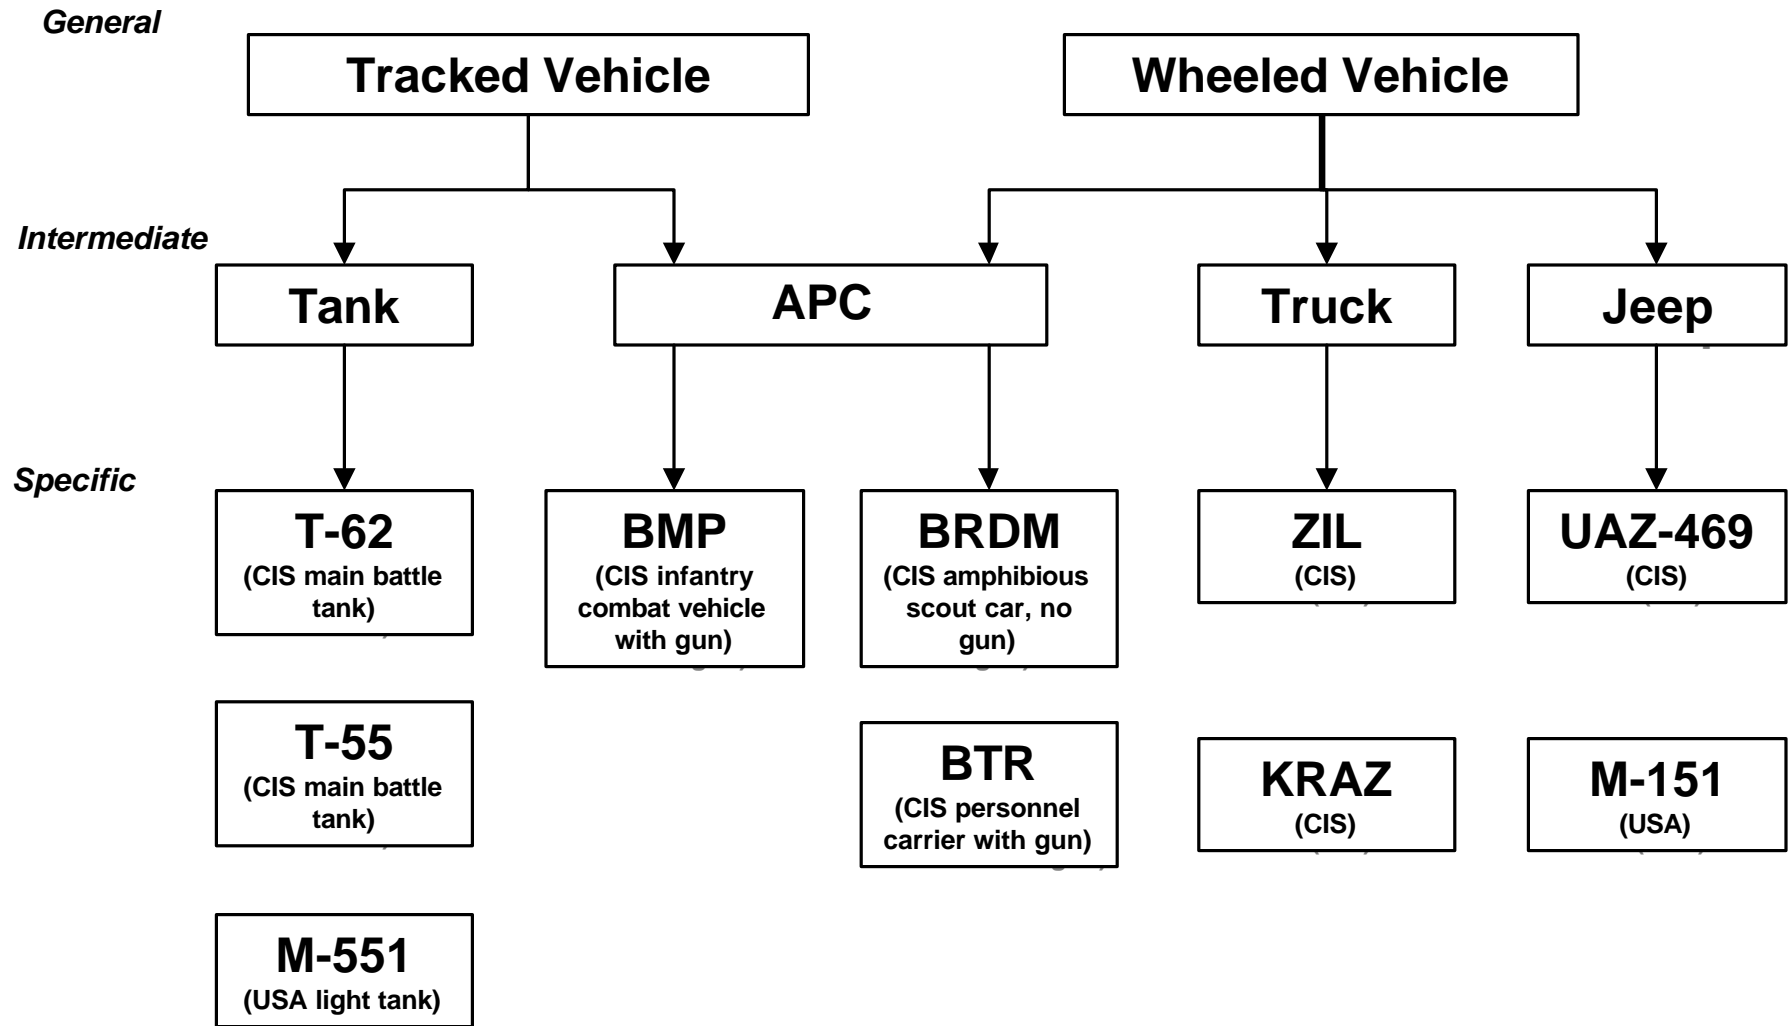 General
Tracked Vehicle
Wheeled Vehicle
Intermediate
Tank
APC
Truck
Jeep
Specific
T-62
(CIS main battle
tank)
BMP
(CIS infantry
combat vehicle
with gun)
BRDM
(CIS amphibious
scout car, no
gun)
ZIL
(CIS)
UAZ-469
(CIS)
T-55
(CIS main battle
tank)
BTR
(CIS personnel
carrier with gun)
KRAZ
(CIS)
M-151
(USA)
M-551
(USA light tank)